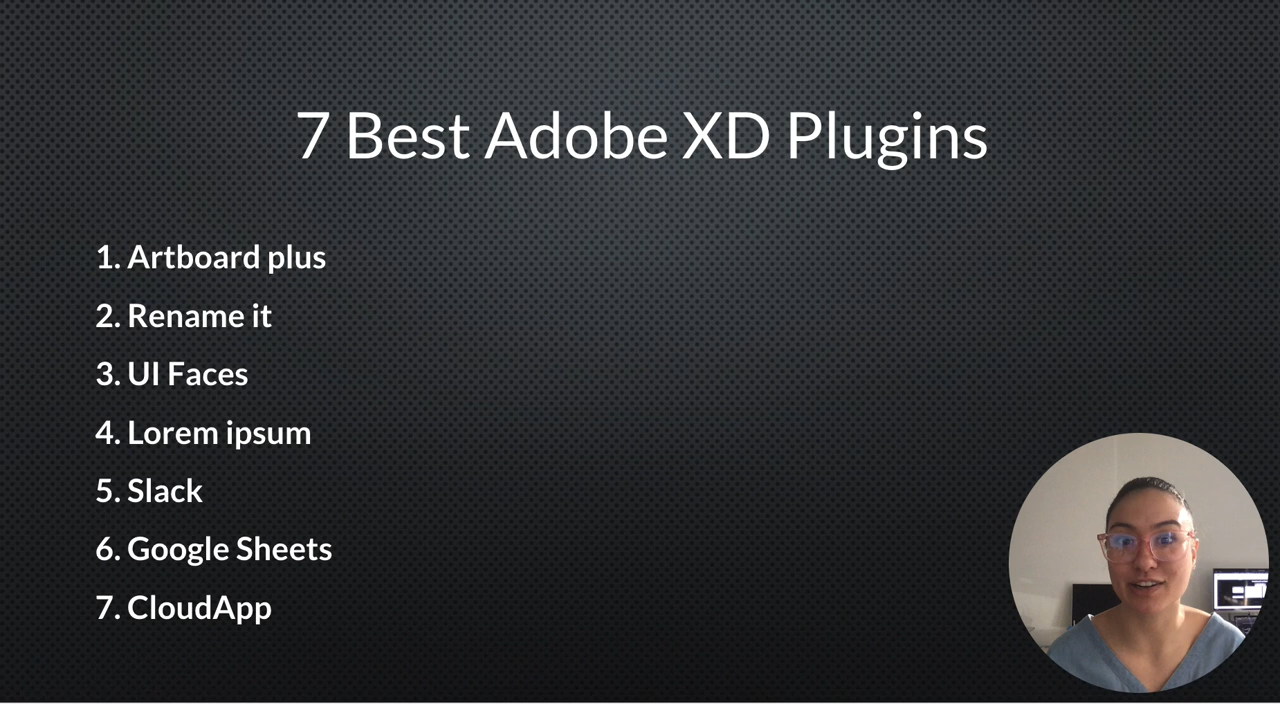 7 Best Adobe XD Plugins
1. Artboard plus
2. Rename it
3. UI Faces
4. Lorem ipsum
5. Slack
6. Google Sheets
7. CloudApp